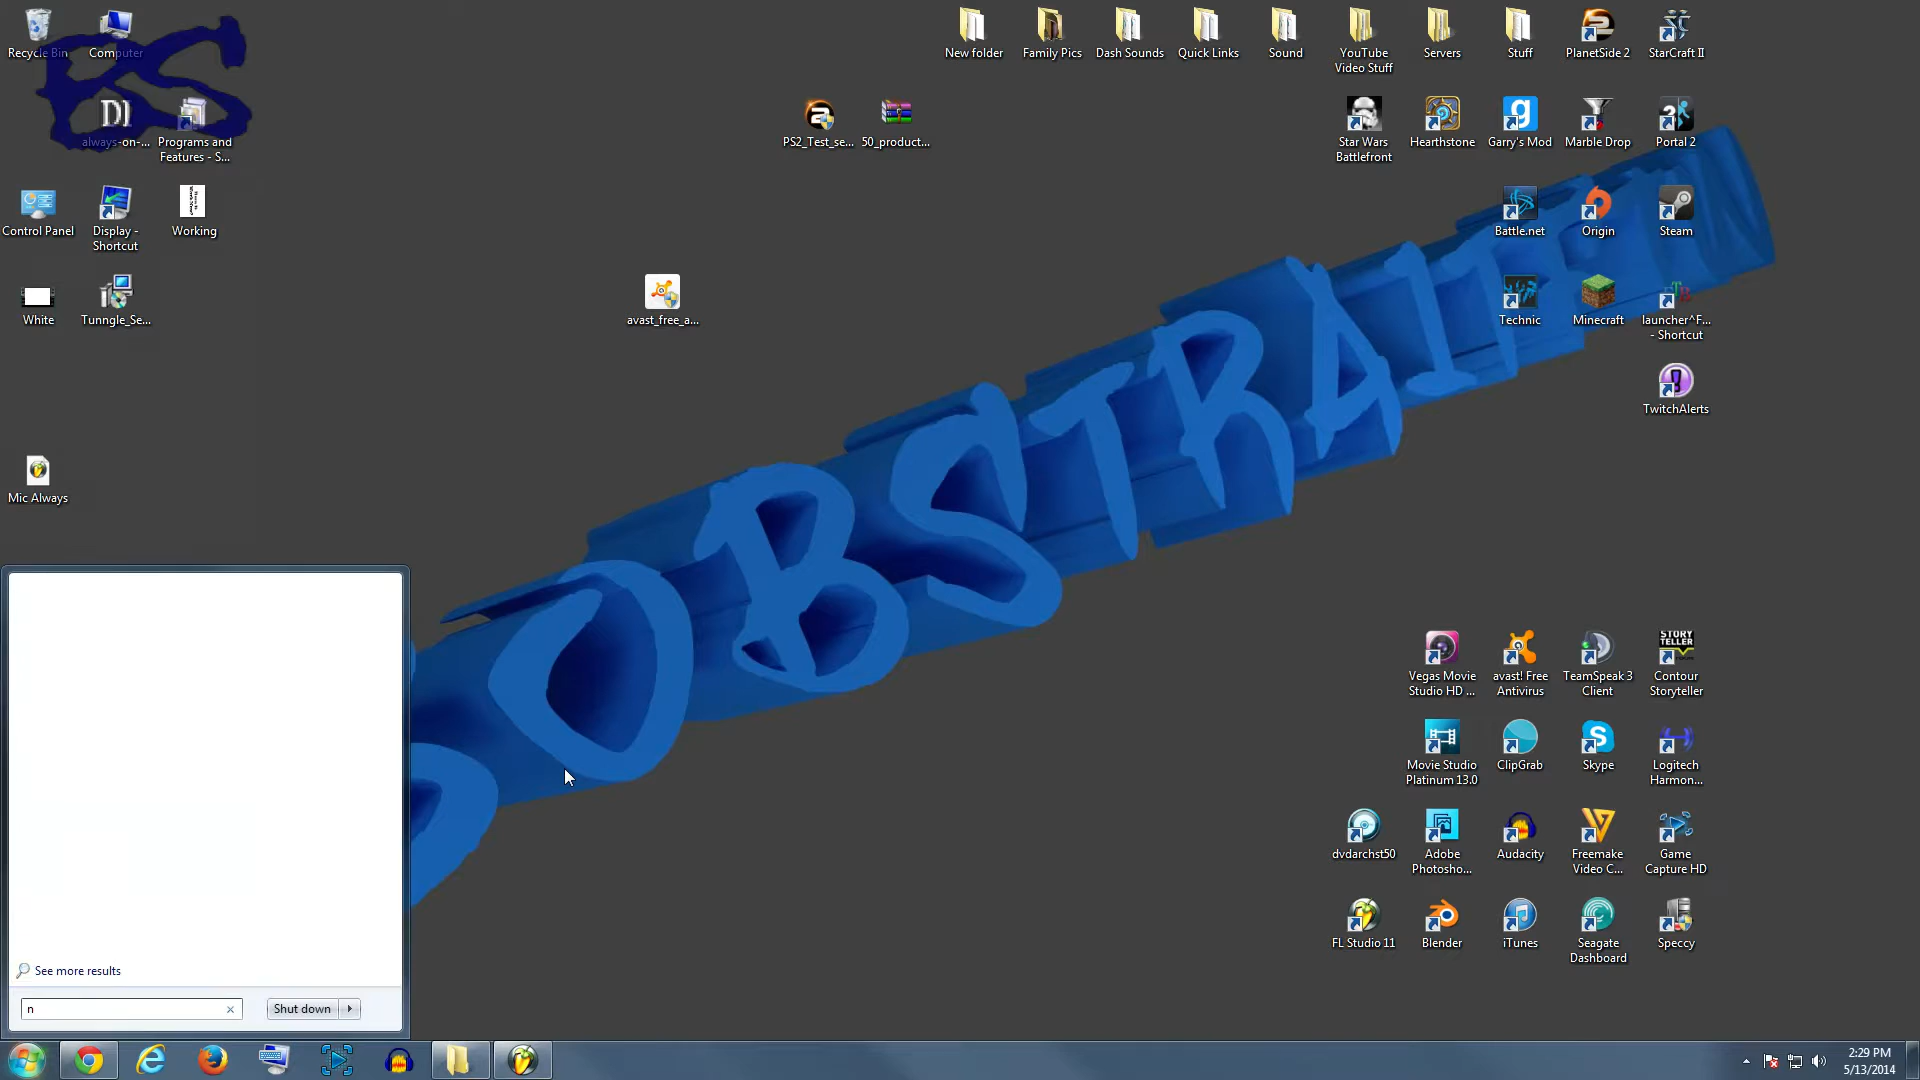 Recycle Bin
Computer
New folder
Family Pics
Dash Sounds
Quick Links
Sound
YouTube
Video Stuff
Servers
Stuff
PlanetSide 2
StarCraft II
BS
DI
always-on-...
Programs and
Features - S...
PS2_Test_se...
50_product...
Star Wars
Battlefront
Hearthstone
Garry's Mod
Marble Drop
Portal 2
Control Panel
Display -
Shortcut
Working
Battle.net
Origin
Steam
White
Tunngle_Se...
avast_free_a...
Technic
Minecraft
launcher^F...
- Shortcut
TwitchAlerts
Mic Always
OBSTRAIT
STORY
TELLER
Vegas Movie
Studio HD ...
avast! Free
Antivirus
TeamSpeak 3
Client
Contour
Storyteller
Movie Studio
Platinum 13.0
ClipGrab
Skype
Logitech
Harmon...
dvdarchst50
Adobe
Photosho...
Audacity
Freemake
Video C...
Game
Capture HD
FL Studio 11
Blender
iTunes
Seagate
Dashboard
Speccy
See more results
n
Shut down
2:29 PM
5/13/2014